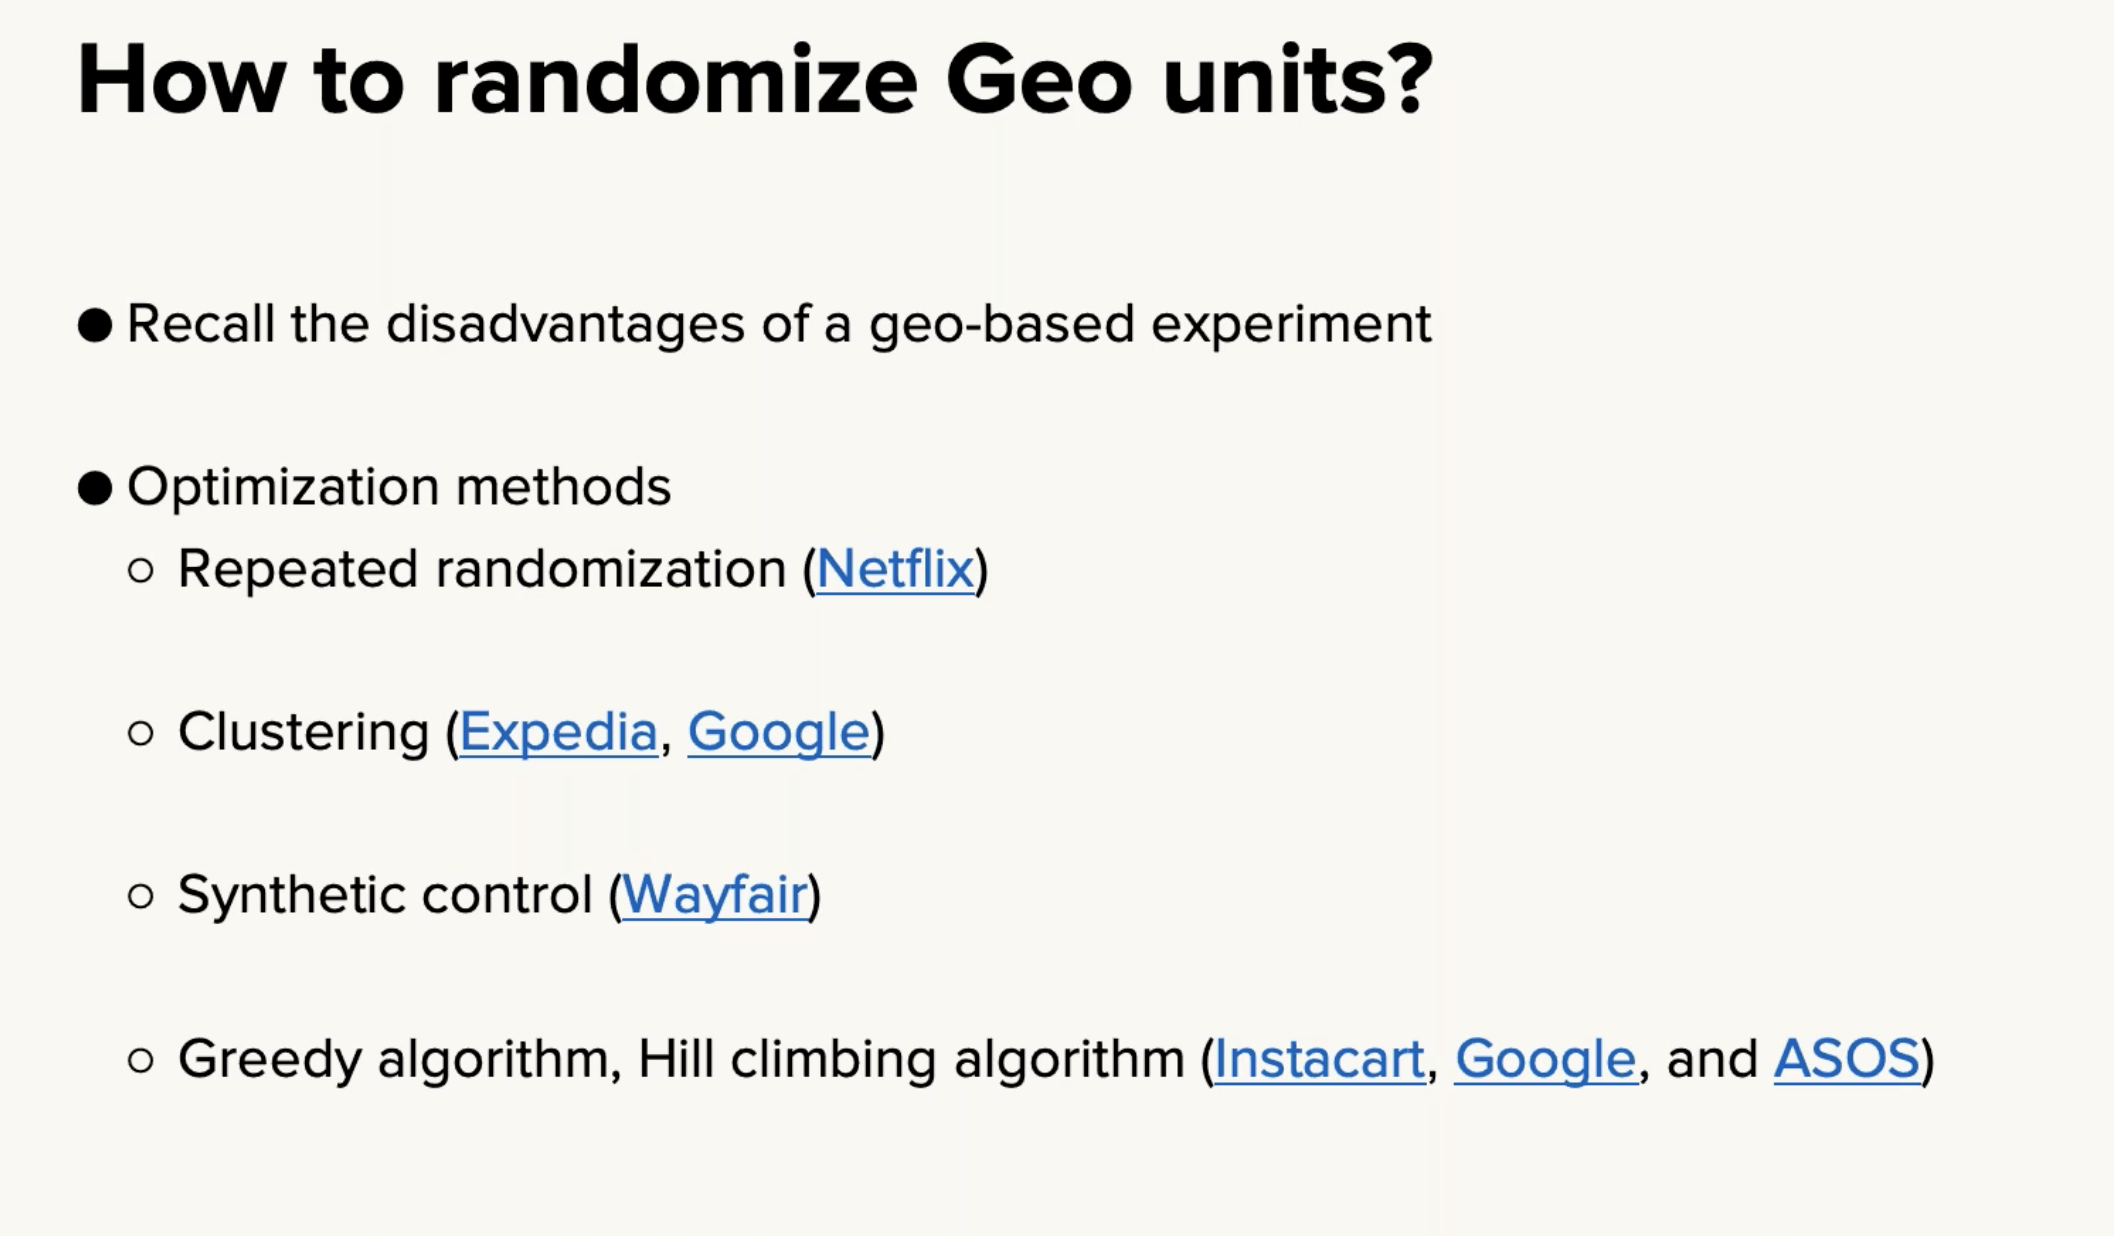 How to randomize Geo units?
● Recall the disadvantages of a geo-based experiment
● Optimization methods
○ Repeated randomization (Netflix)
○ Clustering (Expedia, Google)
○ Synthetic control (Wayfair)
○ Greedy algorithm, Hill climbing algorithm (Instacart, Google, and ASOS)